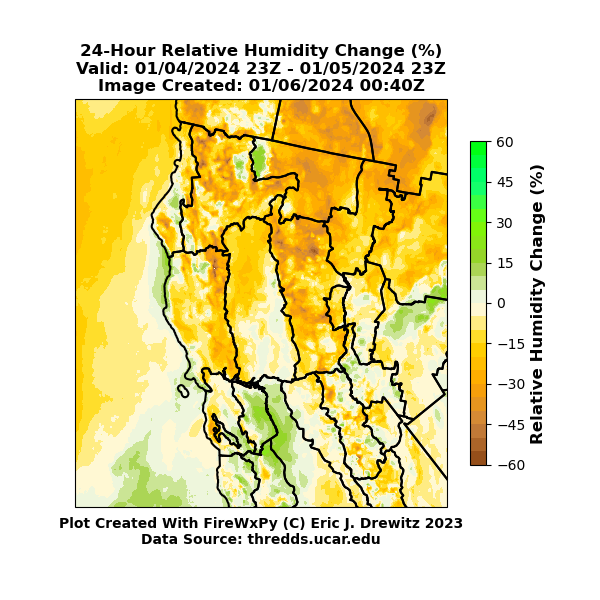 24-Hour Relative Humidity Change (%)
Valid: 01/04/2024 23Z - 01/05/2024 23Z
Image Created: 01/06/2024 00:40Z
60
45
30
15
0
−15
−30
−45
−60
Relative Humidity Change (%)
Plot Created With FireWxPy (C) Eric J. Drewitz 2023
Data Source: thredds.ucar.edu